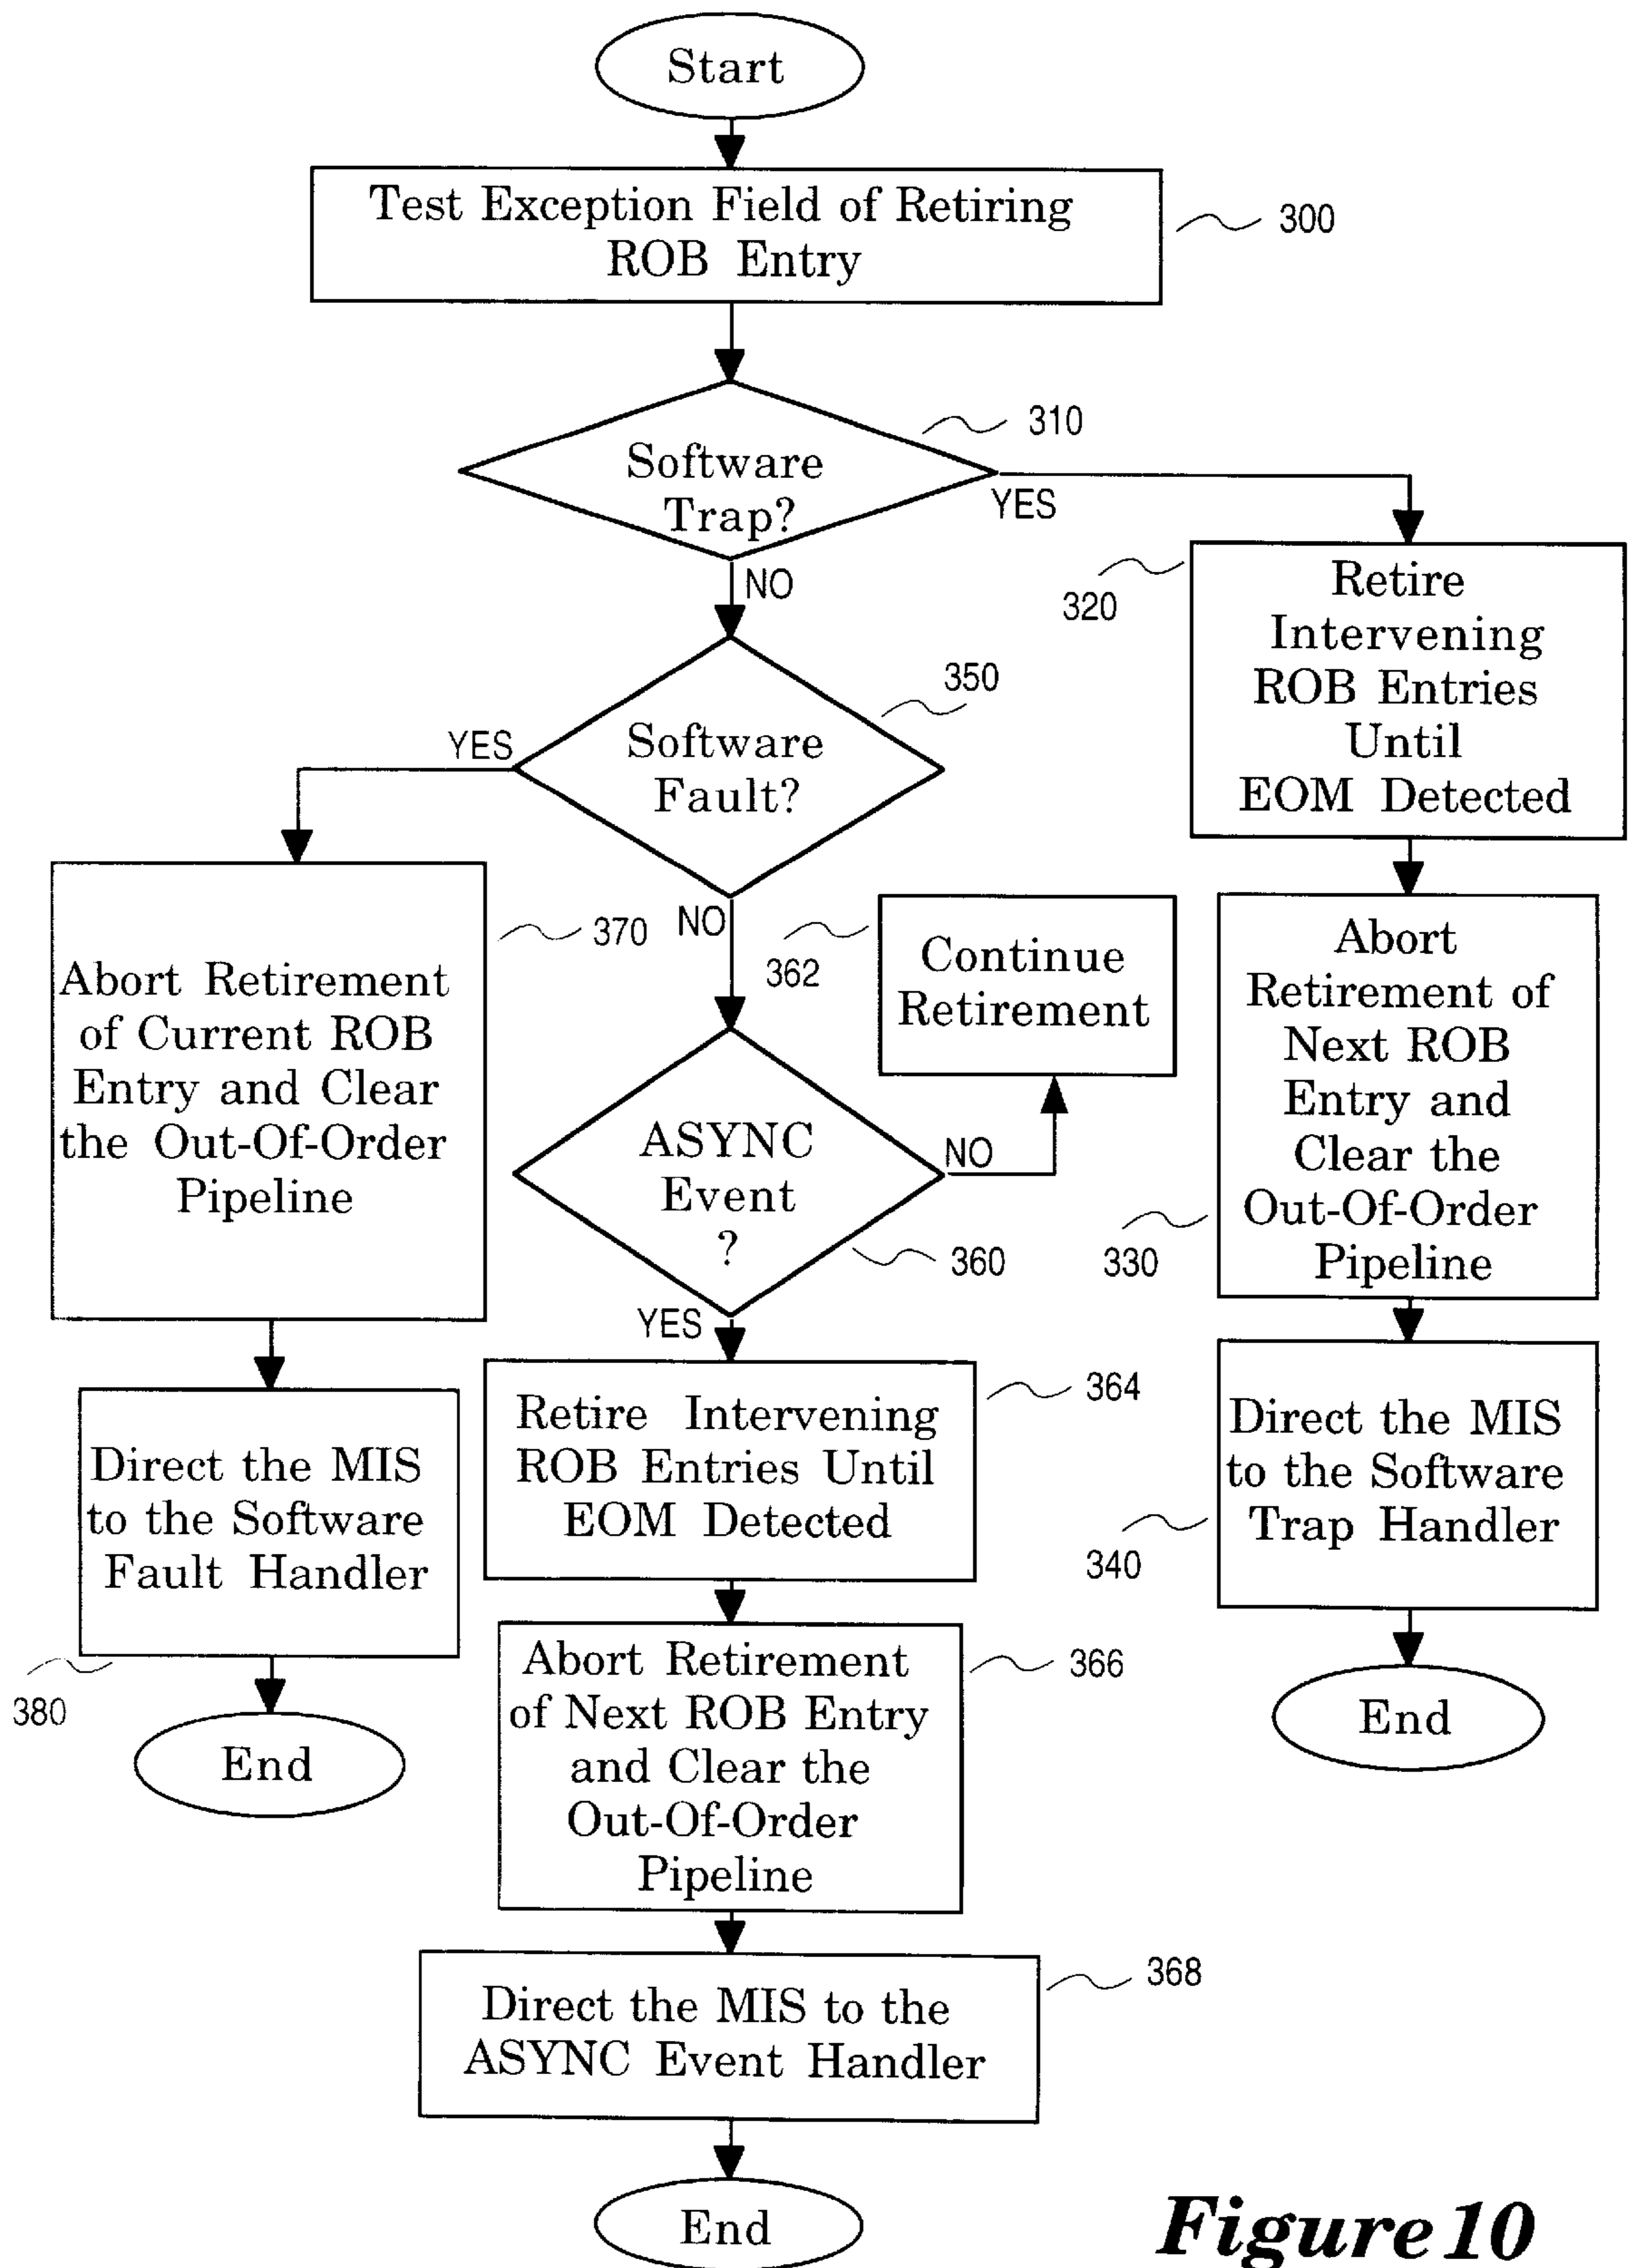 Start
Test Exception Field of Retiring
ROB Entry
300
Software
Trap?
310
YES
NO
320
Retire
Intervening
ROB Entries
Until
EOM Detected
Software
Fault?
350
YES
NO
370
Abort Retirement
of Current ROB
Entry and Clear
the Out-Of-Order
Pipeline
362
Continue
Retirement
Abort
Retirement of
Next ROB
Entry and
Clear the
Out-Of-Order
Pipeline
330
ASYNC
Event
?
NO
360
YES
Direct the MIS
to the Software
Fault Handler
380
End
Retire Intervening
ROB Entries Until
EOM Detected
364
Direct the MIS
to the Software
Trap Handler
340
End
Abort Retirement
of Next ROB Entry
and Clear the
Out-Of-Order
Pipeline
366
Direct the MIS to the
ASYNC Event Handler
368
End
Figure 10